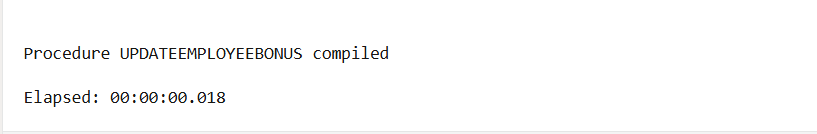 Procedure UPDATEEMPLOYEEBONUS compiled
Elapsed: 00:00:00.018